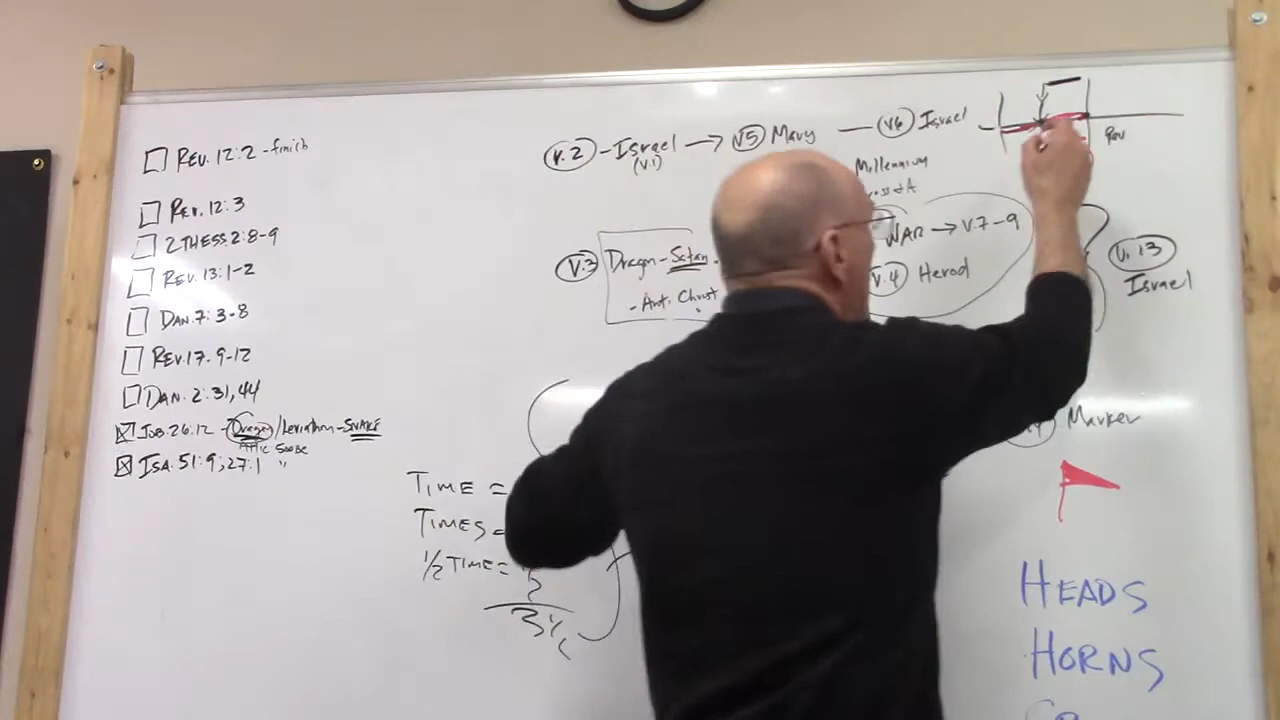 Rev. 12:2 - finish
Rev. 12:3
2 Thess. 2:8-9
Rev. 13:1-2
Dan. 7:3-8
Rev. 17. 9-12
Dan. 2:31,44
Job. 26.12 - Dragon/Leviathan - SNAKE
Isa. 51:9; 27:1 "
v.2 - Israel → v5 Mary — v6 Israel
(v.1)
Rev
Millennium
v.3 Dragon - Satan
- Anti Christ
WAR → v.7-9
v.4 Herod
v.13
Israel
Marker
TIME =
TIMES =
1/2 TIME =
3 1/2
HEADS
HORNS